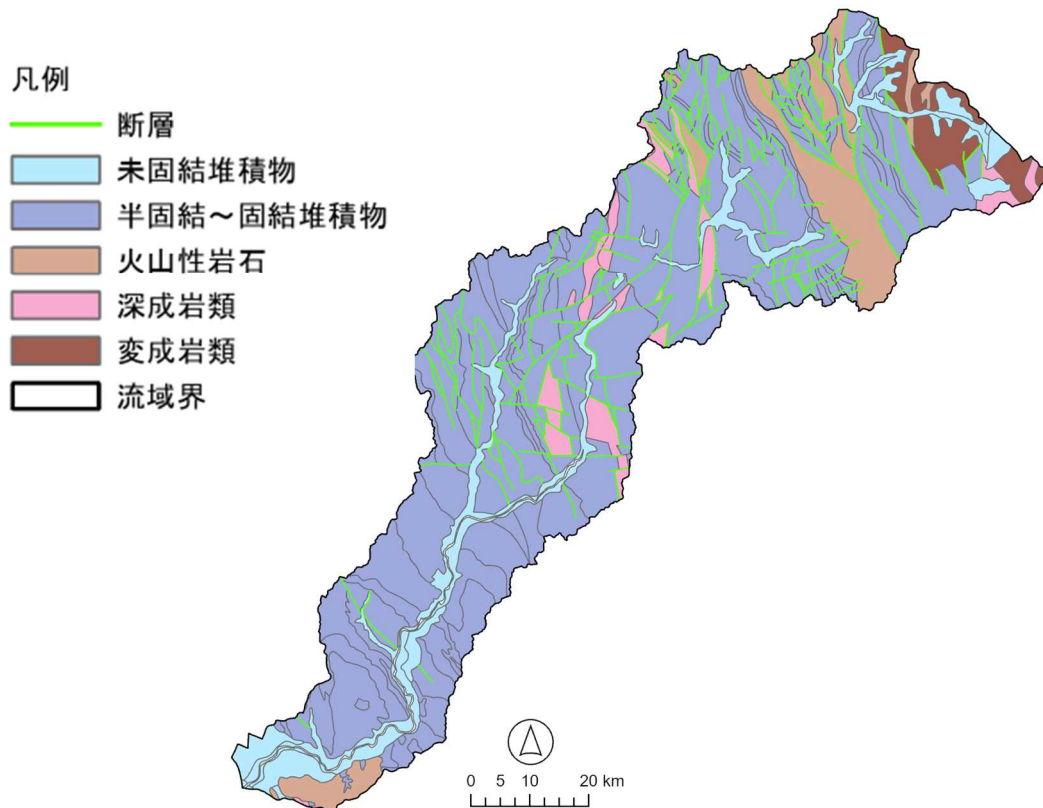 凡例
断層
未固結堆積物
半固結~固結堆積物
火山性岩石
深成岩類
変成岩類
流域界
0 5 10 20 km